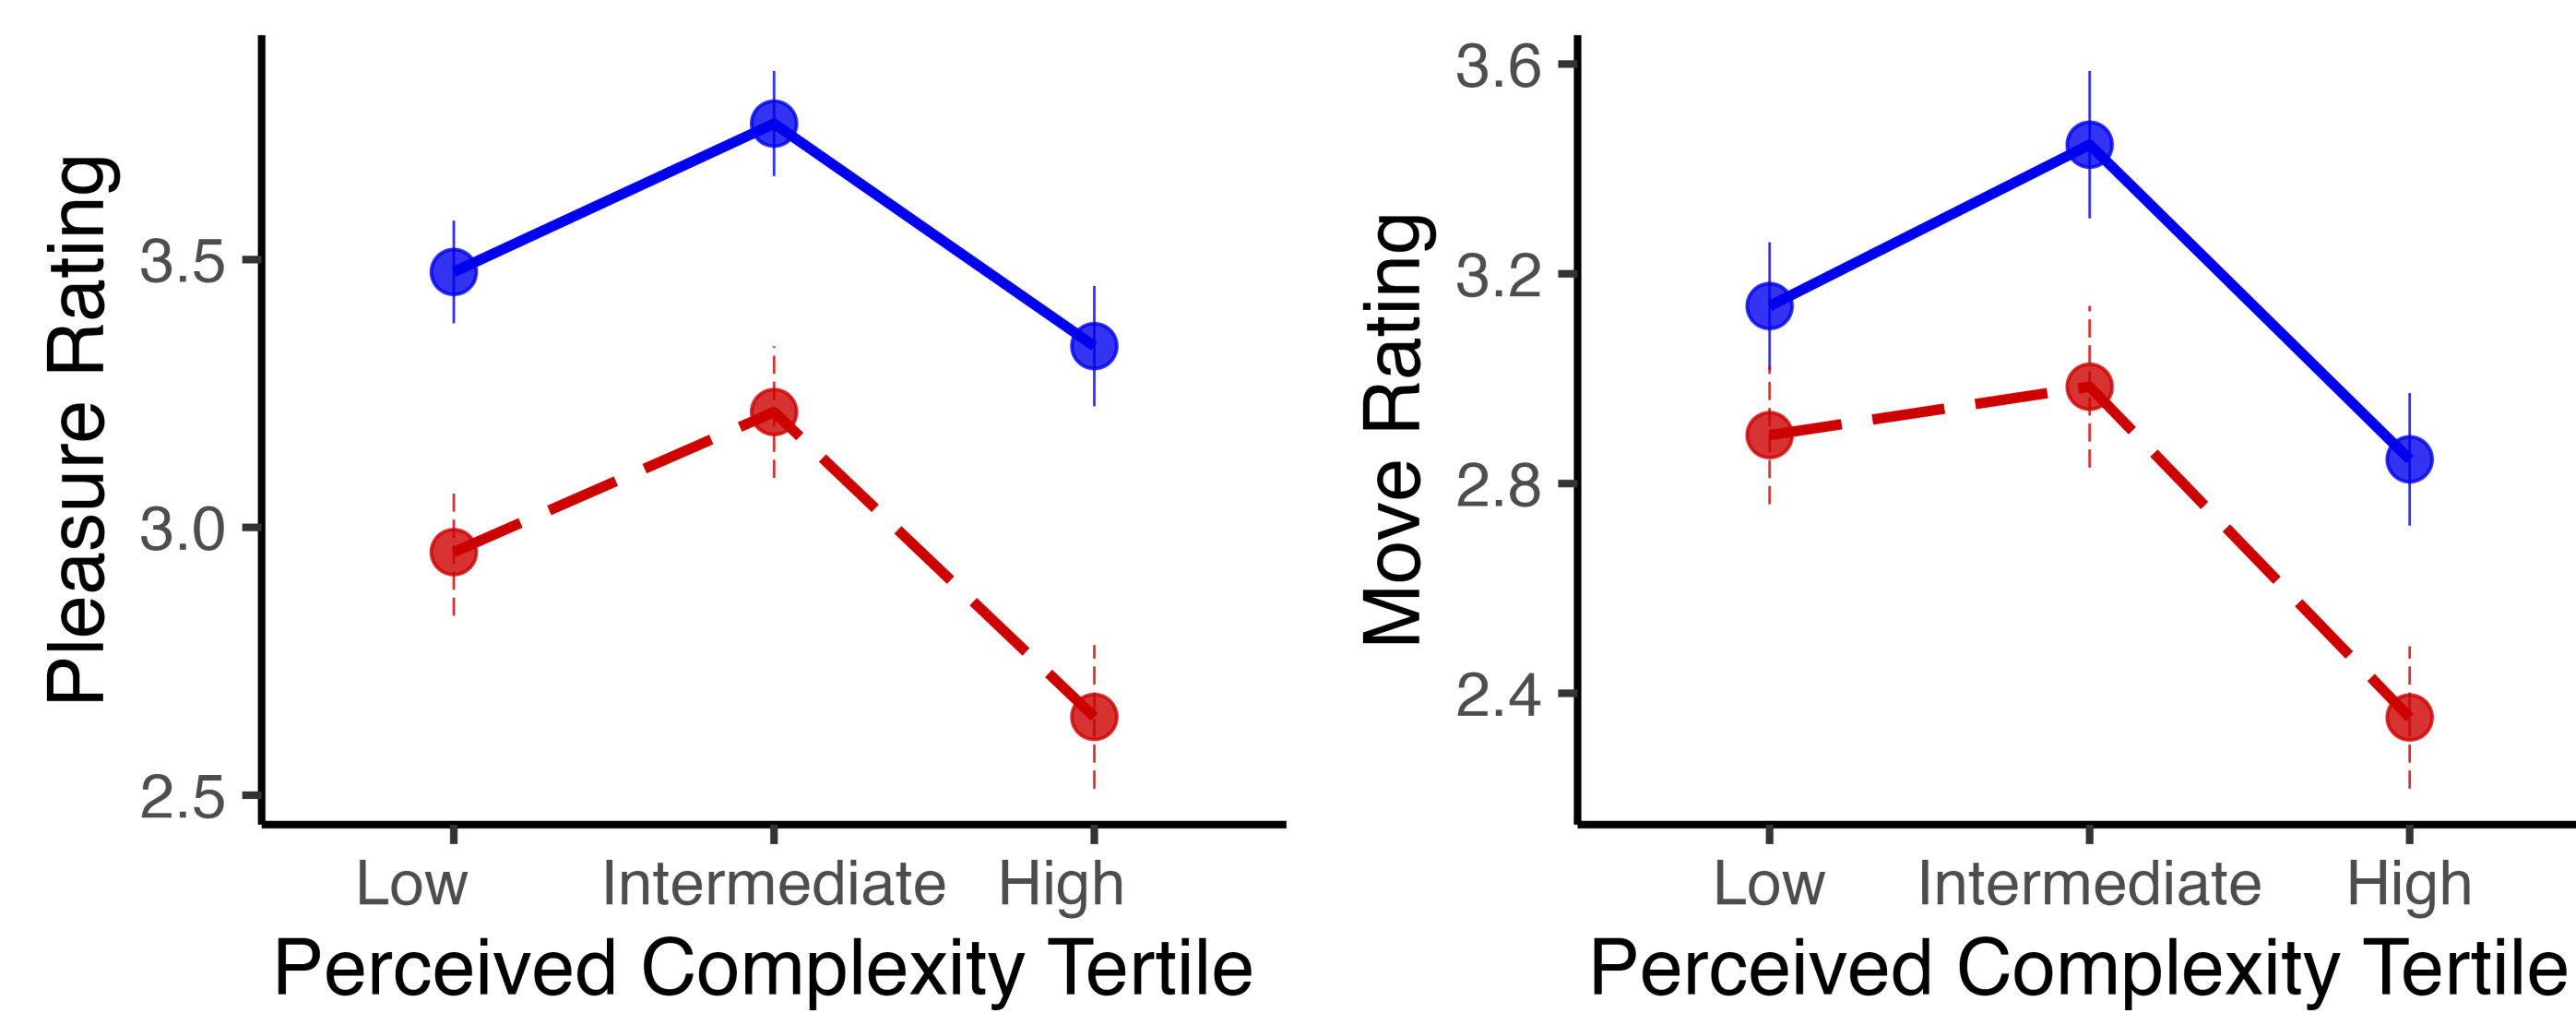 Pleasure Rating
3.5
3.0
2.5
Low Intermediate High
Perceived Complexity Tertile
Move Rating
3.6
3.2
2.8
2.4
Low Intermediate High
Perceived Complexity Tertile